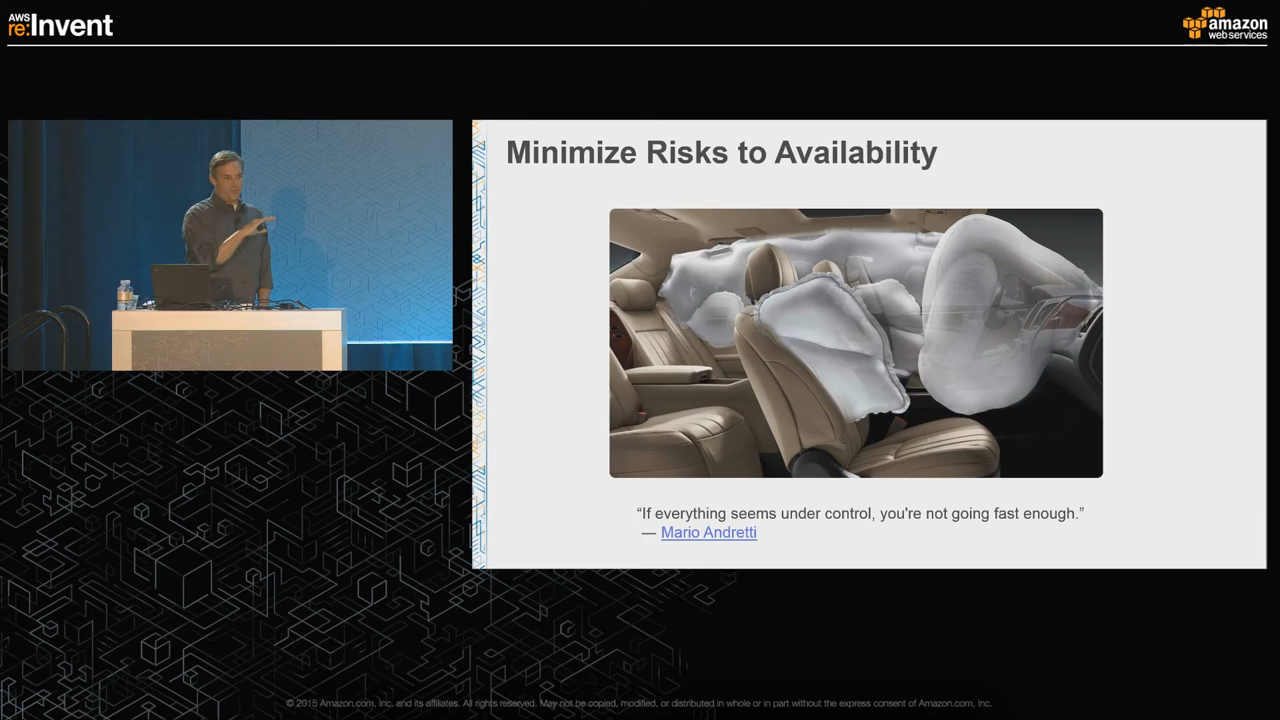 AWS
re:Invent
amazon
web services
Minimize Risks to Availability
“If everything seems under control, you're not going fast enough.”
— Mario Andretti
© 2015 Amazon.com, Inc. and its affiliates. All rights reserved. May not be copied, modified, or distributed in whole or in part without the express consent of Amazon.com, Inc.